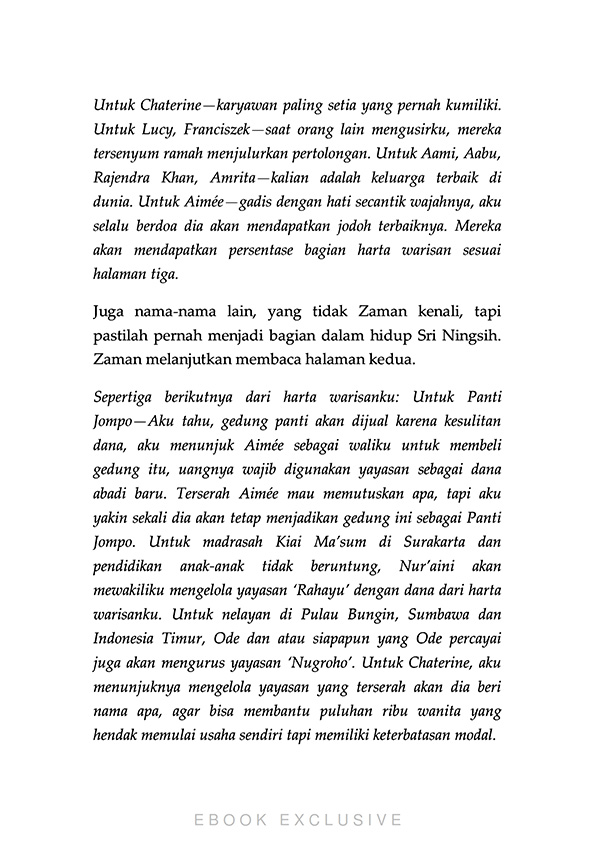 Untuk Chaterine—karyawan paling setia yang pernah kumiliki.
Untuk Lucy, Franciszek—saat orang lain mengusirku, mereka
tersenyum ramah menjulurkan pertolongan. Untuk Aami, Aabu,
Rajendra Khan, Amrita—kalian adalah keluarga terbaik di
dunia. Untuk Aimée—gadis dengan hati secantik wajahnya, aku
selalu berdoa dia akan mendapatkan jodoh terbaiknya. Mereka
akan mendapatkan persentase bagian harta warisan sesuai
halaman tiga.
Juga nama-nama lain, yang tidak Zaman kenali, tapi
pastilah pernah menjadi bagian dalam hidup Sri Ningsih.
Zaman melanjutkan membaca halaman kedua.
Sepertiga berikutnya dari harta warisanku: Untuk Panti
Jompo—Aku tahu, gedung panti akan dijual karena kesulitan
dana, aku menunjuk Aimée sebagai waliku untuk membeli
gedung itu, uangnya wajib digunakan yayasan sebagai dana
abadi baru. Terserah Aimée mau memutuskan apa, tapi aku
yakin sekali dia akan tetap menjadikan gedung ini sebagai Panti
Jompo. Untuk madrasah Kiai Ma’sum di Surakarta dan
pendidikan anak-anak tidak beruntung, Nur’aini akan
mewakiliku mengelola yayasan ‘Rahayu’ dengan dana dari harta
warisanku. Untuk nelayan di Pulau Bungin, Sumbawa dan
Indonesia Timur, Ode dan atau siapapun yang Ode percayai
juga akan mengurus yayasan ‘Nugroho’. Untuk Chaterine, aku
menunjuknya mengelola yayasan yang terserah akan dia beri
nama apa, agar bisa membantu puluhan ribu wanita yang
hendak memulai usaha sendiri tapi memiliki keterbatasan modal.
EBOOK EXCLUSIVE